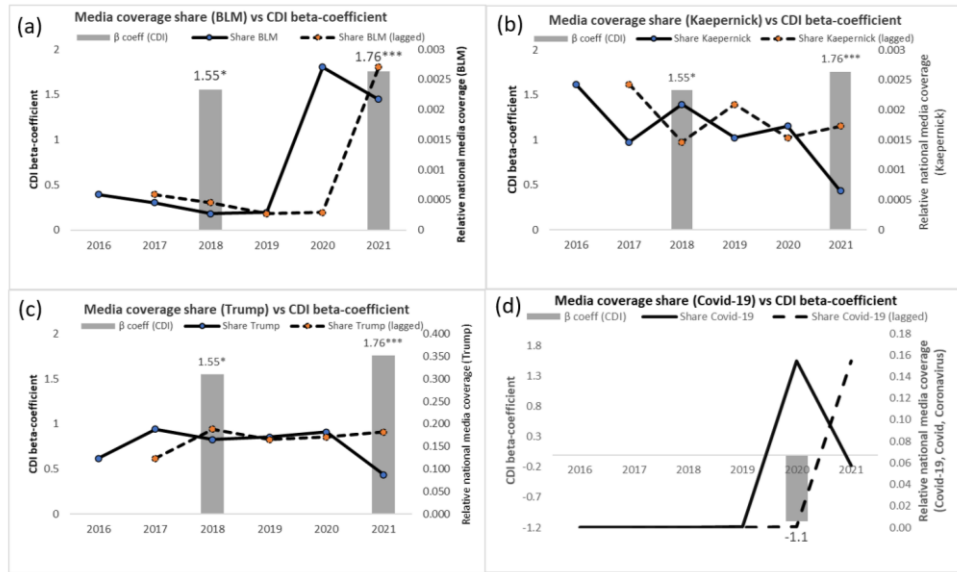 (a)
Media coverage share (BLM) vs CDI beta-coefficient
β coeff (CDI) Share BLM Share BLM (lagged)
CDI beta-coefficient
2
1.5
1
0.5
0
1.55*
1.76***
0.003
0.0025
0.002
0.0015
0.001
0.0005
0
Relative national media coverage (BLM)
2016 2017 2018 2019 2020 2021
(b)
Media coverage share (Kaepernick) vs CDI beta-coefficient
β coeff (CDI) Share Kaepernick Share Kaepernick (lagged)
CDI beta-coefficient
2
1.5
1
0.5
0
1.55*
1.76***
0.003
0.0025
0.002
0.0015
0.001
0.0005
0
Relative national media coverage
(Kaepernick)
2016 2017 2018 2019 2020 2021
(c)
Media coverage share (Trump) vs CDI beta-coefficient
β coeff (CDI) Share Trump Share Trump (lagged)
CDI beta-coefficient
2
1.5
1
0.5
0
1.55*
1.76***
0.400
0.350
0.300
0.250
0.200
0.150
0.100
0.050
0.000
Relative national media coverage (Trump)
2016 2017 2018 2019 2020 2021
(d)
Media coverage share (Covid-19) vs CDI beta-coefficient
β coeff (CDI) Share Covid-19 Share Covid-19 (lagged)
CDI beta-coefficient
1.8
1.3
0.8
0.3
-0.2
-0.7
-1.2
2016 2017 2018 2019 2020 2021
-1.1
0.18
0.16
0.14
0.12
0.10
0.08
0.06
0.04
0.02
0.00
Relative national media coverage
(Covid-19, Covid, Coronavirus)